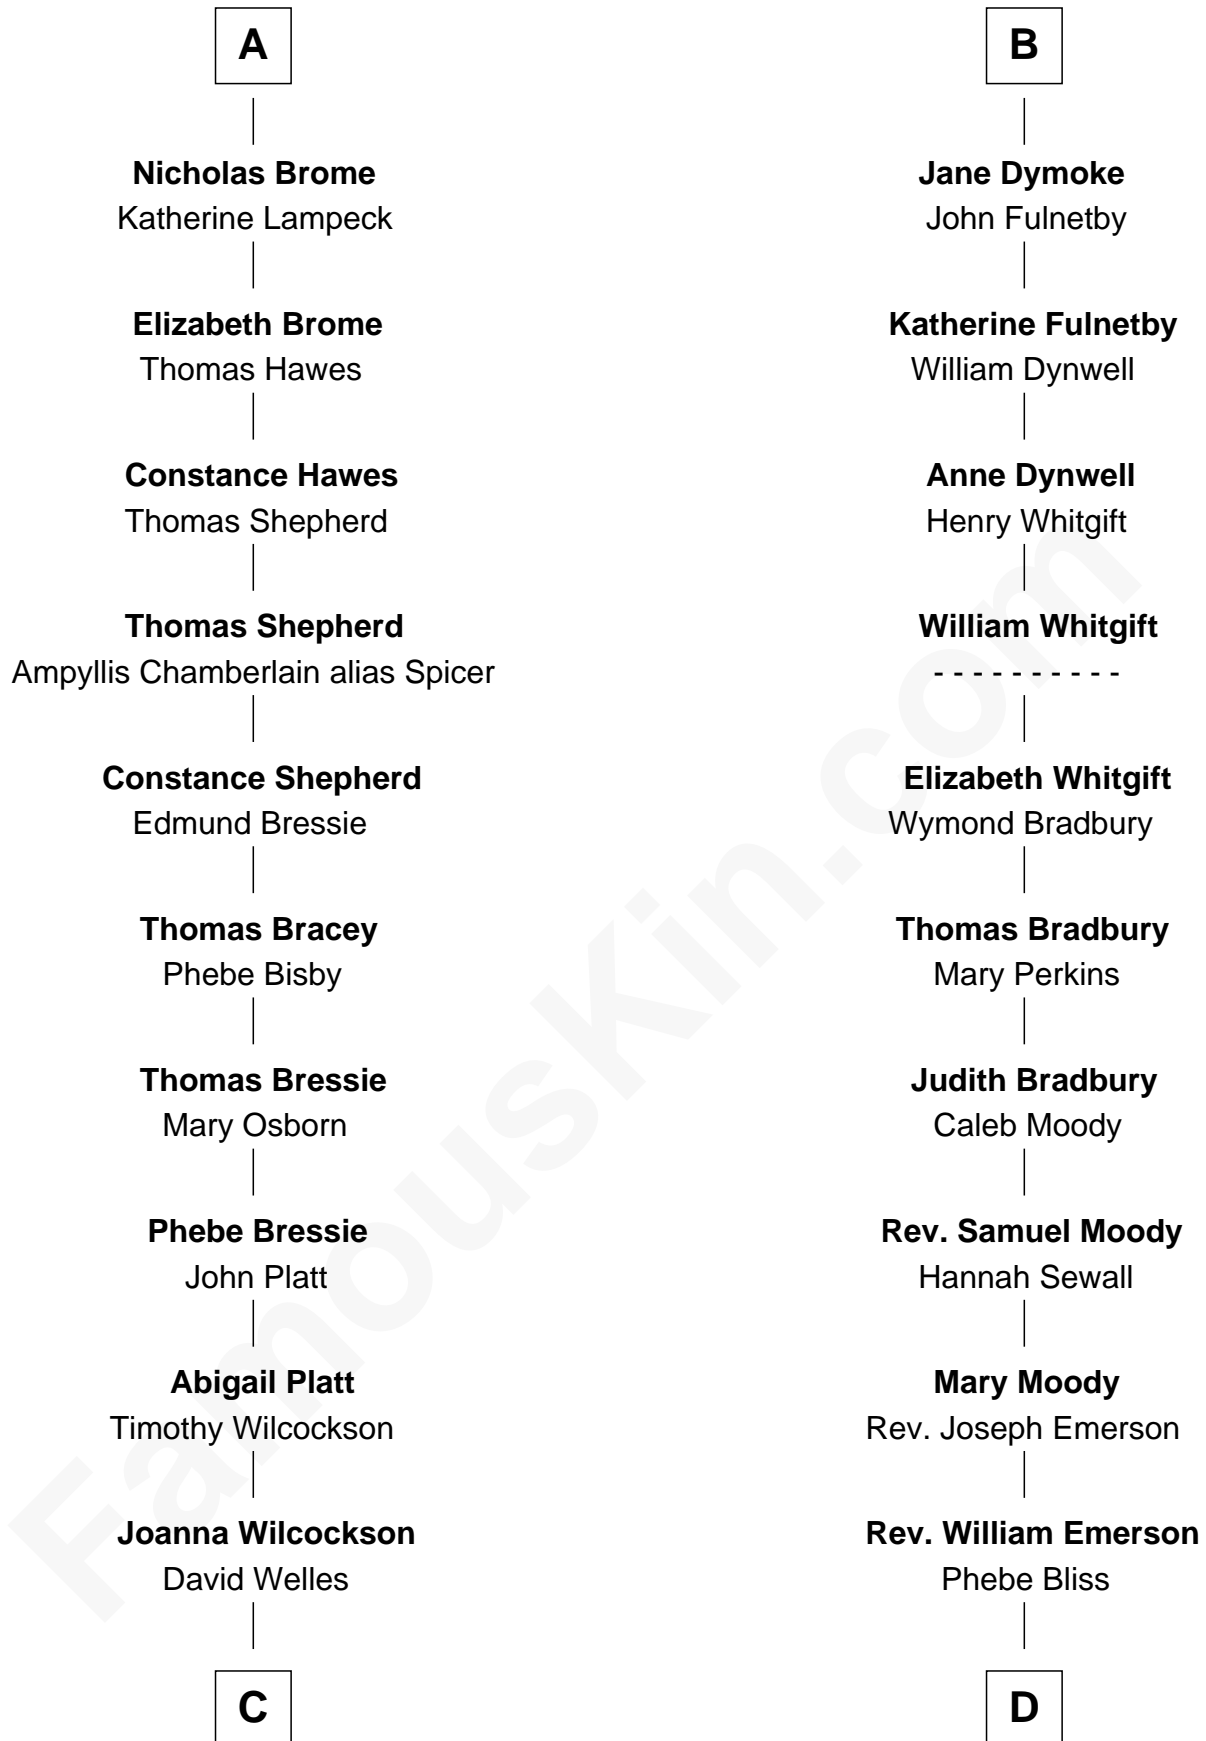 A
Nicholas Brome
Katherine Lampeck
Elizabeth Brome
Thomas Hawes
Constance Hawes
Thomas Shepherd
Thomas Shepherd
Ampyllis Chamberlain alias Spicer
Constance Shepherd
Edmund Bressie
Thomas Bracey
Phebe Bisby
Thomas Bressie
Mary Osborn
Phebe Bressie
John Platt
Abigail Platt
Timothy Wilcockson
Joanna Wilcockson
David Welles
C
B
Jane Dymoke
John Fulnetby
Katherine Fulnetby
William Dynwell
Anne Dynwell
Henry Whitgift
William Whitgift
- - - - - - - - - -
Elizabeth Whitgift
Wymond Bradbury
Thomas Bradbury
Mary Perkins
Judith Bradbury
Caleb Moody
Rev. Samuel Moody
Hannah Sewall
Mary Moody
Rev. Joseph Emerson
Rev. William Emerson
Phebe Bliss
D
FamousKin.com